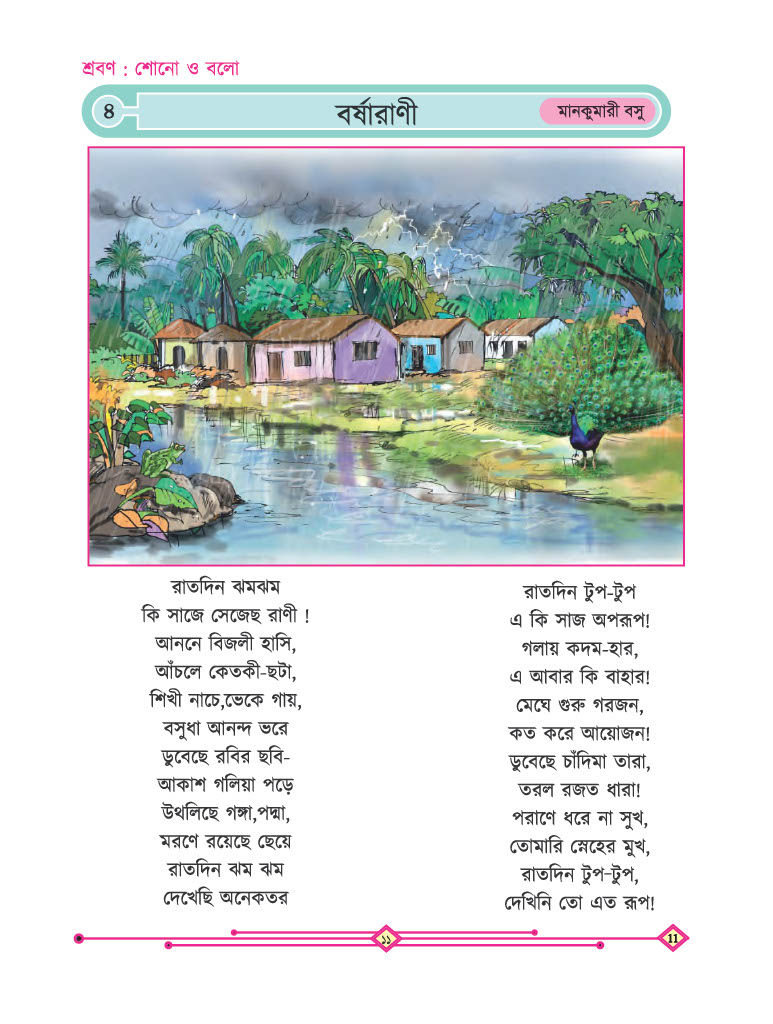 শ্রবণ : শোনো ও বলো
৪
বর্ষারাণী
মানকুমারী বসু
রাতদিন ঝমঝম
কি সাজে সেজেছ রাণী !
আননে বিজলী হাসি,
আঁচলে কেতকী-ছটা,
শিখী নাচে,ভেকে গায়,
বসুধা আনন্দ ভরে
ডুবেছে রবির ছবি-
আকাশ গলিয়া পড়ে
উথলিছে গঙ্গা,পদ্মা,
মরণে রয়েছে ছেয়ে
রাতদিন ঝম ঝম
দেখেছি অনেকতর
রাতদিন টুপ-টুপ
এ কি সাজ অপরূপ!
গলায় কদম-হার,
এ আবার কি বাহার!
মেঘে গুরু গরজন,
কত করে আয়োজন!
ডুবেছে চাঁদিমা তারা,
তরল রজত ধারা!
পরাণে ধরে না সুখ,
তোমারি স্নেহের মুখ,
রাতদিন টুপ-টুপ,
দেখিনি তো এত রূপ!
১১
11